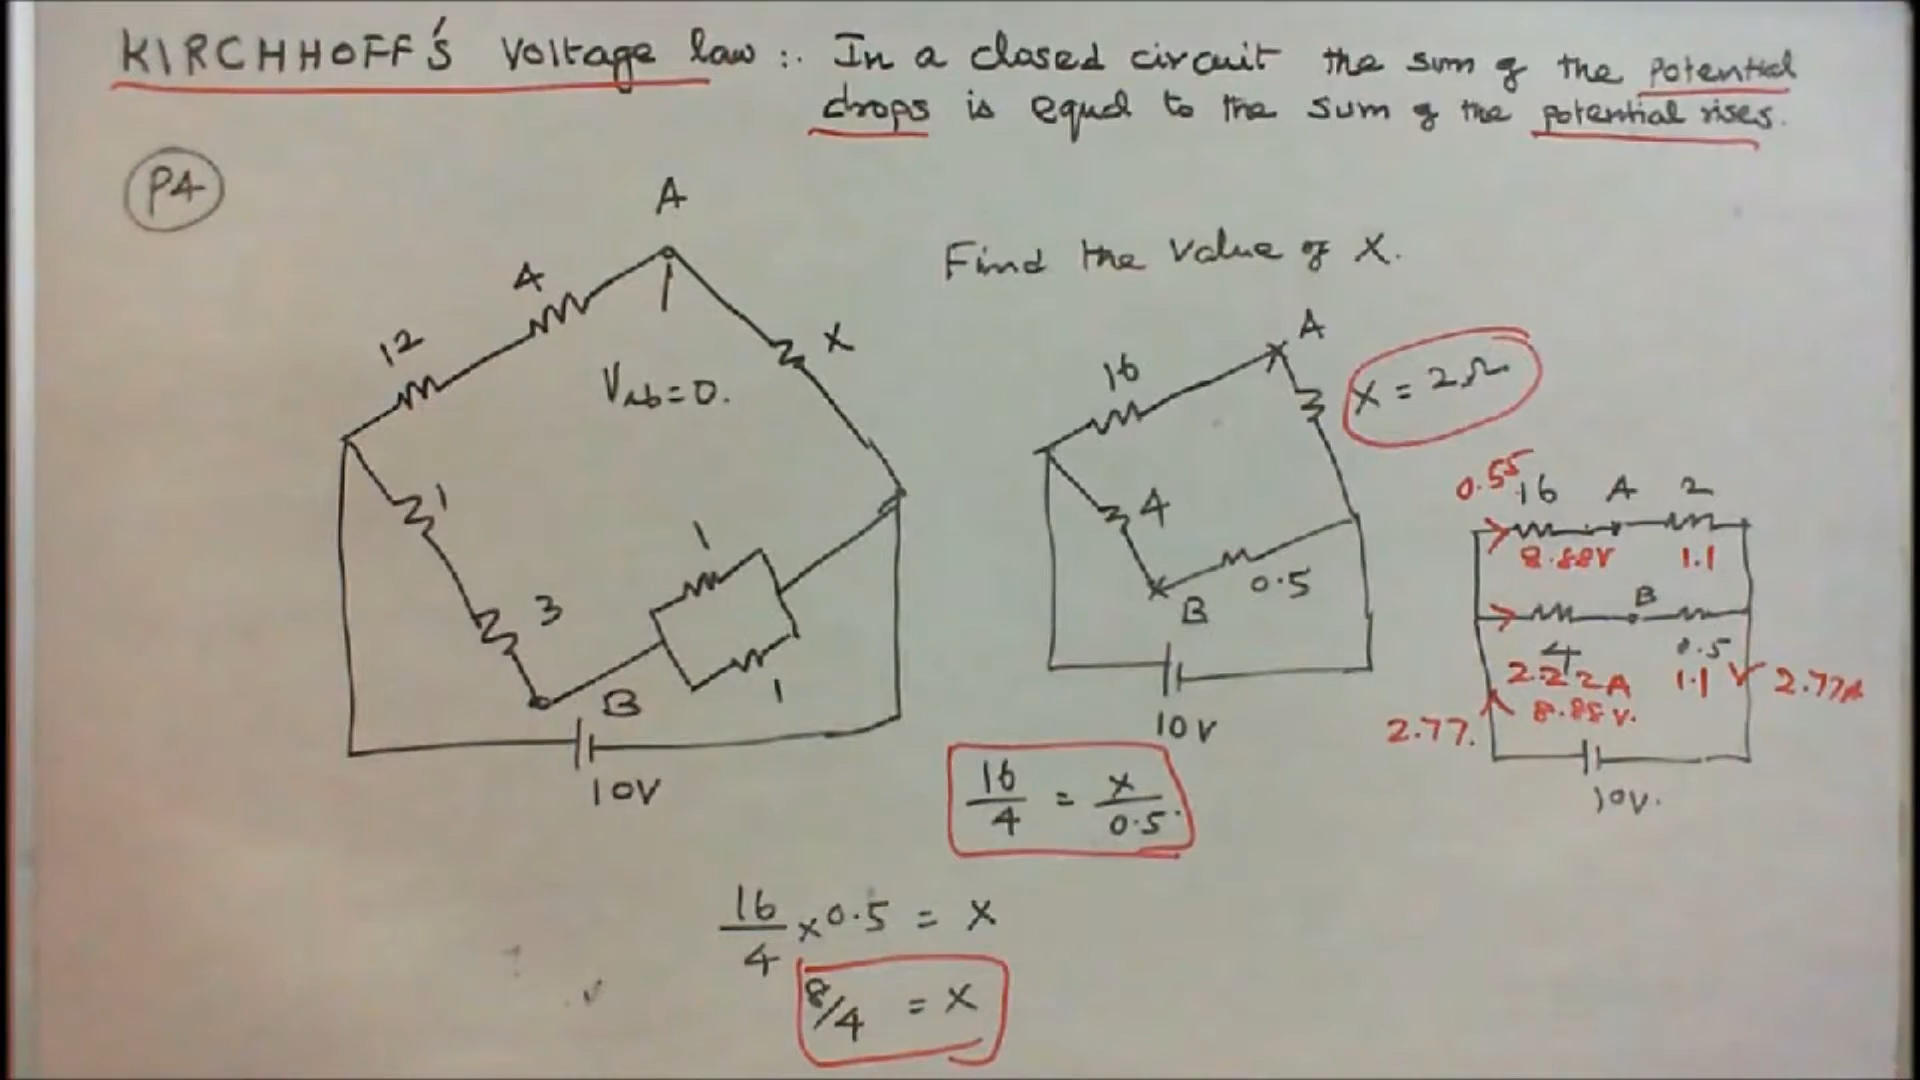 KIRCHHOFF'S Voltage law :. In a closed circuit the sum of the potential
drops is equal to the sum of the potential rises.
P4
A
Find the value of X.
4
12
X
Vab = 0.
1
3
1
1
B
10V
A
16
X = 2Ω
4
B
0.5
10V
16/4 = X/0.5
0.55
16 A 2
8.88V 1.1
B
4 0.5
2.22A 1.1 2.77A
8.88V.
2.77.
10V.
16/4 x 0.5 = X
8/4 = X